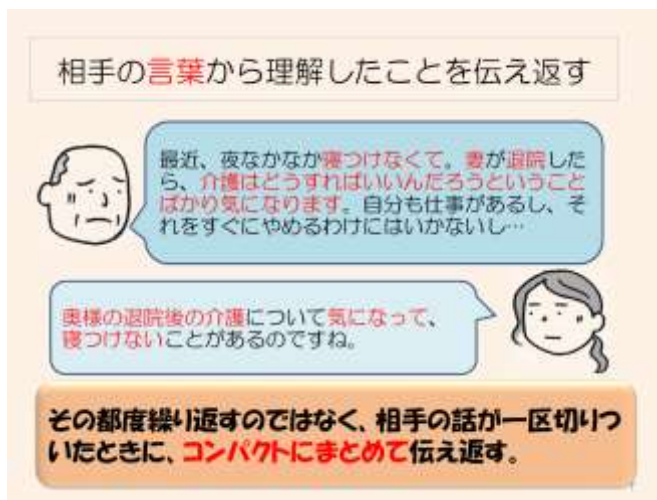 相手の言葉から理解したことを伝え返す
最近、夜なかなか寝つけなくて。妻が退院した
ら、介護はどうすればいいんだろうということ
ばかり気になります。自分も仕事があるし、そ
れをすぐにやめるわけにはいかないし…
奥様の退院後の介護について気になって、
寝つけないことがあるのですね。
その都度繰り返すのではなく、相手の話が一区切りつ
いたときに、コンパクトにまとめて伝え返す。